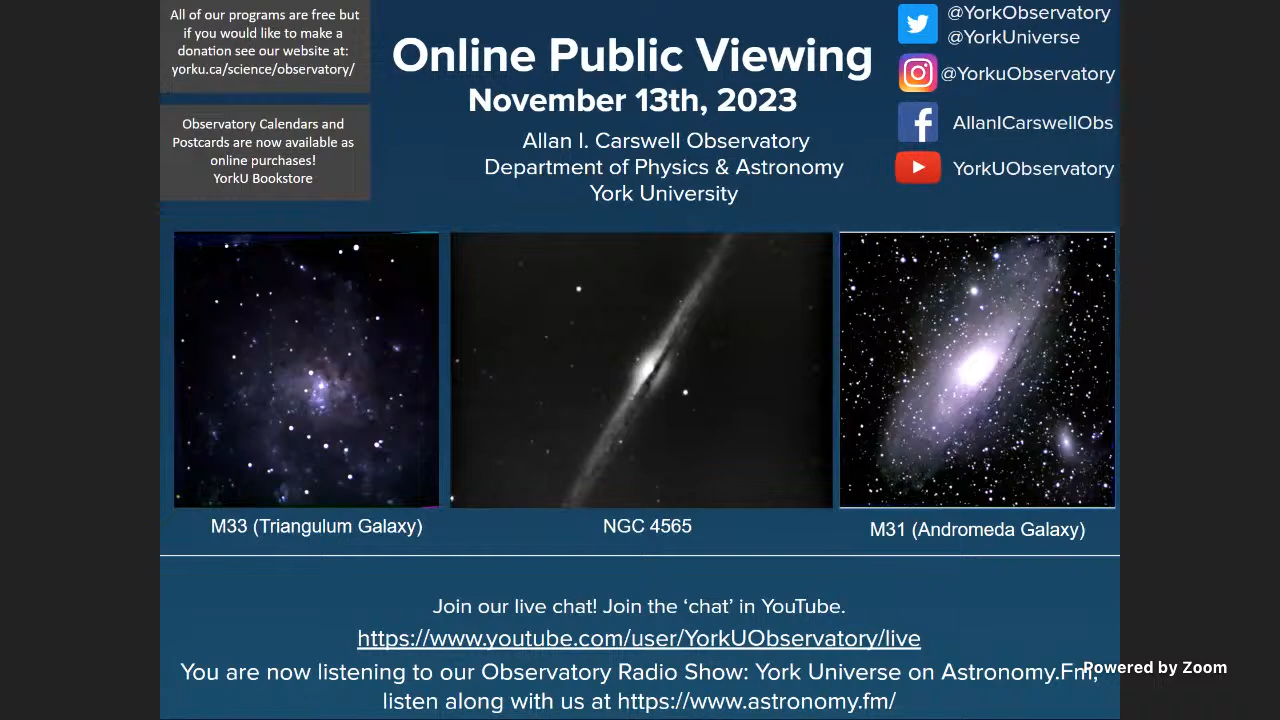 All of our programs are free but
if you would like to make a
donation see our website at:
yorku.ca/science/observatory/
Observatory Calendars and
Postcards are now available as
online purchases!
YorkU Bookstore
Online Public Viewing
November 13th, 2023
Allan I. Carswell Observatory
Department of Physics & Astronomy
York University
@YorkObservatory
@YorkUniverse
@YorkuObservatory
AllanICarswellObs
YorkUObservatory
M33 (Triangulum Galaxy)
NGC 4565
M31 (Andromeda Galaxy)
Join our live chat! Join the ‘chat’ in YouTube.
https://www.youtube.com/user/YorkUObservatory/live
You are now listening to our Observatory Radio Show: York Universe on Astronomy.Fm,
listen along with us at https://www.astronomy.fm/
Powered by Zoom